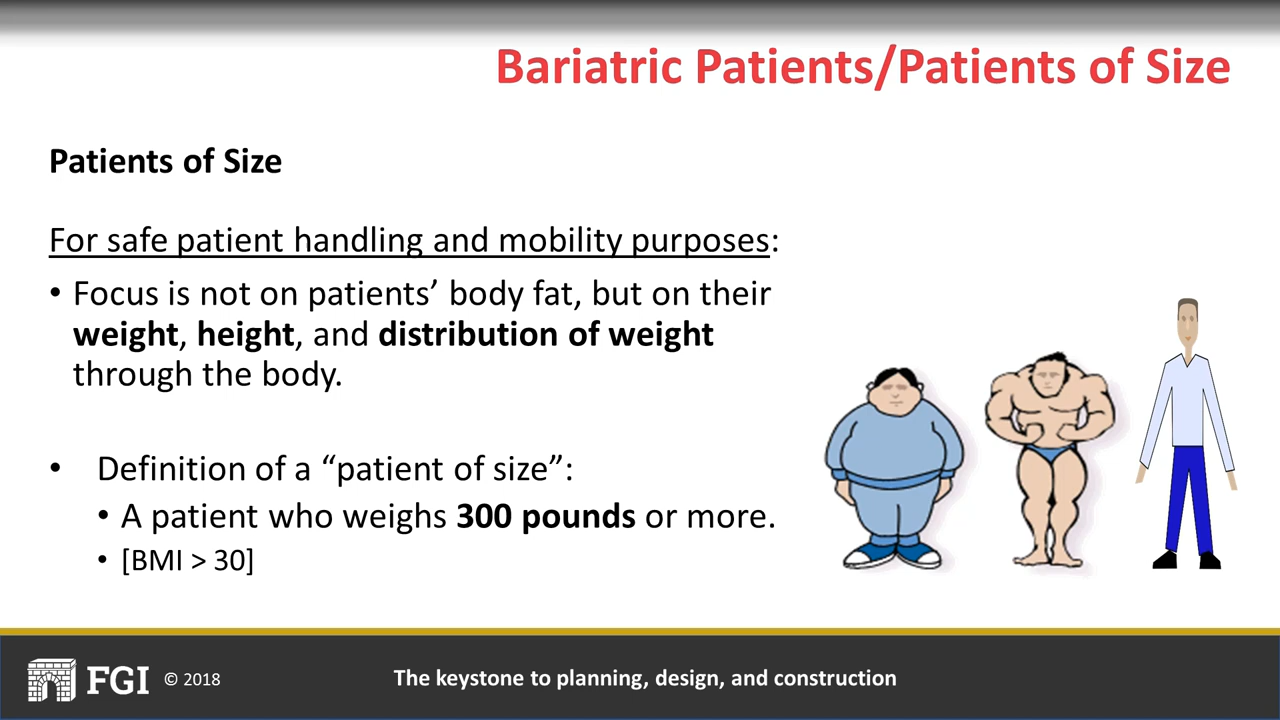 Bariatric Patients/Patients of Size
Patients of Size
For safe patient handling and mobility purposes:
• Focus is not on patients’ body fat, but on their
weight, height, and distribution of weight
through the body.
• Definition of a “patient of size”:
• A patient who weighs 300 pounds or more.
• [BMI > 30]
FGI © 2018
The keystone to planning, design, and construction